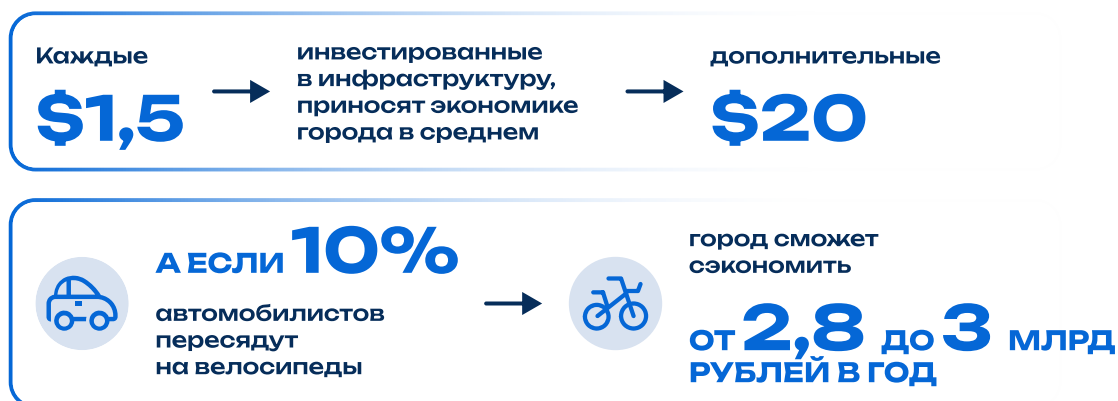 Каждые
$1,5
инвестированные
в инфраструктуру,
приносят экономике
города в среднем
дополнительные
$20
А ЕСЛИ 10%
автомобилистов
пересядут
на велосипеды
город сможет
сэкономить
ОТ 2,8 ДО 3 МЛРД
РУБЛЕЙ В ГОД